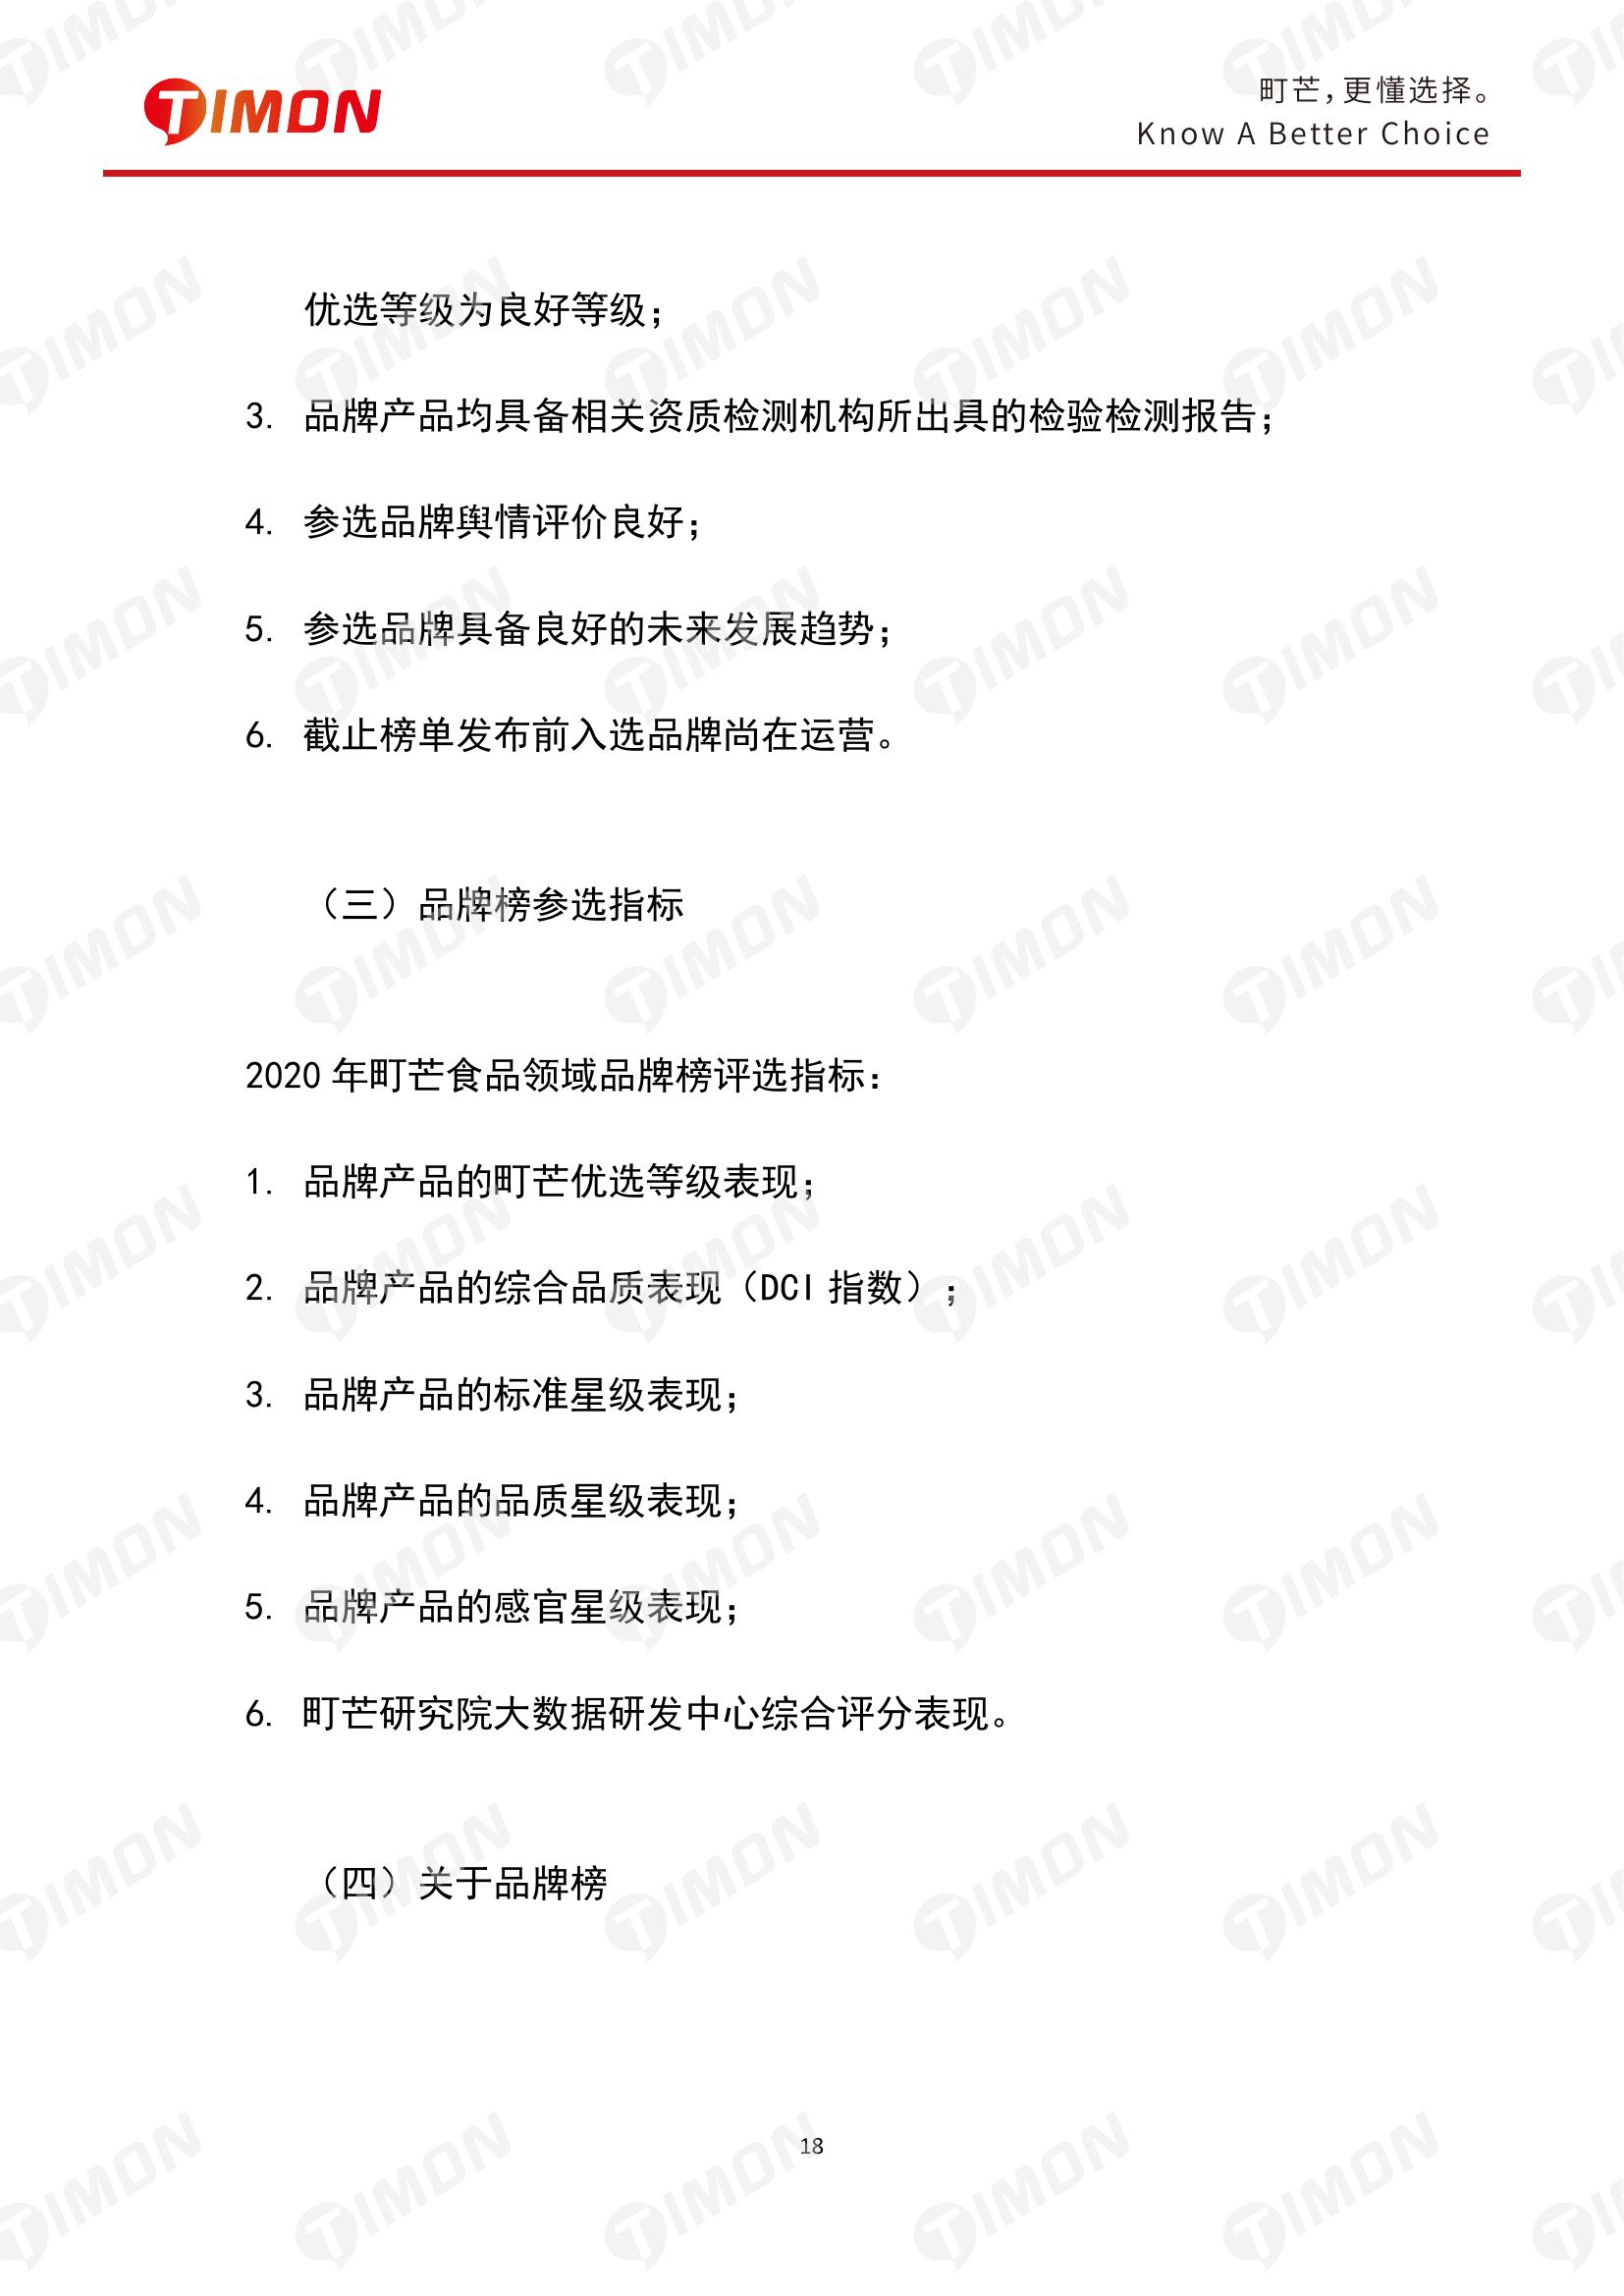 TIMON
町芒，更懂选择。
Know A Better Choice
优选等级为良好等级；
3. 品牌产品均具备相关资质检测机构所出具的检验检测报告；
4. 参选品牌舆情评价良好；
5. 参选品牌具备良好的未来发展趋势；
6. 截止榜单发布前入选品牌尚在运营。
（三）品牌榜参选指标
2020 年町芒食品领域品牌榜评选指标：
1. 品牌产品的町芒优选等级表现；
2. 品牌产品的综合品质表现（DCI 指数）；
3. 品牌产品的标准星级表现；
4. 品牌产品的品质星级表现；
5. 品牌产品的感官星级表现；
6. 町芒研究院大数据研发中心综合评分表现。
（四）关于品牌榜
18